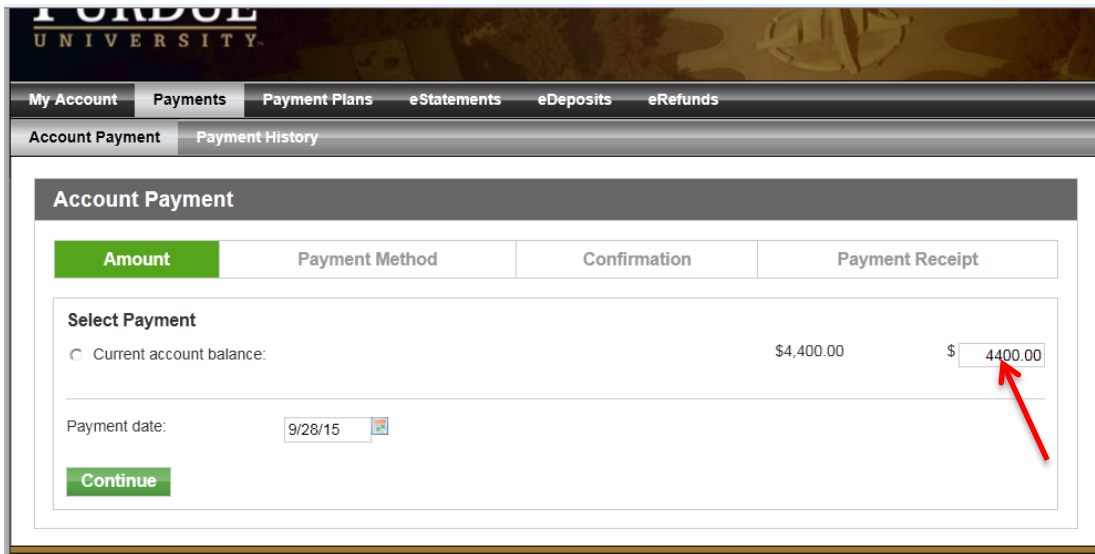 PURDUE
UNIVERSITY™
My Account Payments Payment Plans eStatements eDeposits eRefunds
Account Payment Payment History
Account Payment
Amount Payment Method Confirmation Payment Receipt
Select Payment
Current account balance: $4,400.00 $ 4400.00
Payment date: 9/28/15
Continue